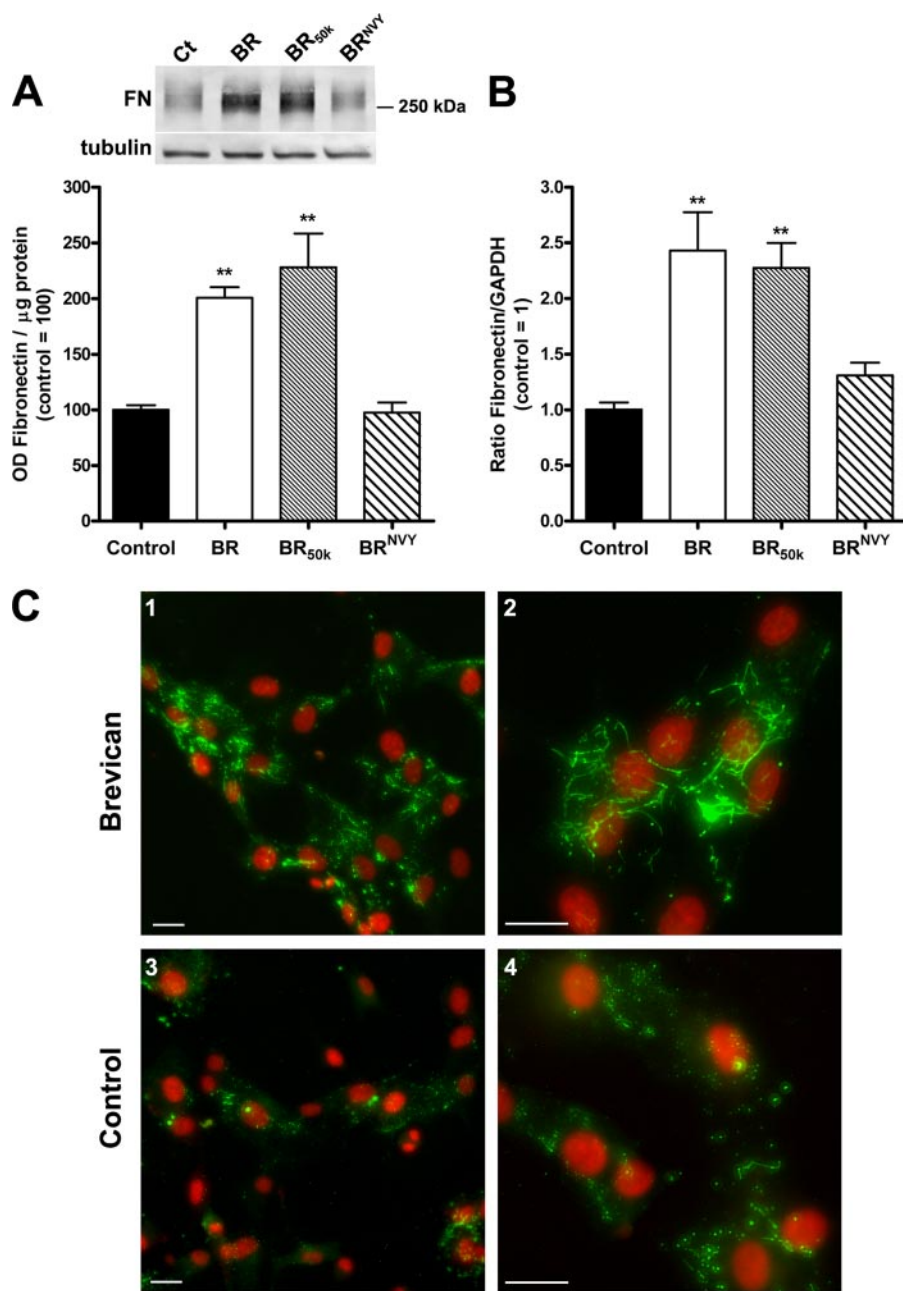 A
Ct BR BR50k BRNVY
FN
250 kDa
tubulin
OD Fibronectin / μg protein
(control = 100)
300
250
200
150
100
50
0
**
**
Control BR BR50k BRNVY
B
Ratio Fibronectin/GAPDH
(control = 1)
3.0
2.5
2.0
1.5
1.0
0.5
0.0
**
**
Control BR BR50k BRNVY
C
Brevican
1
2
Control
3
4